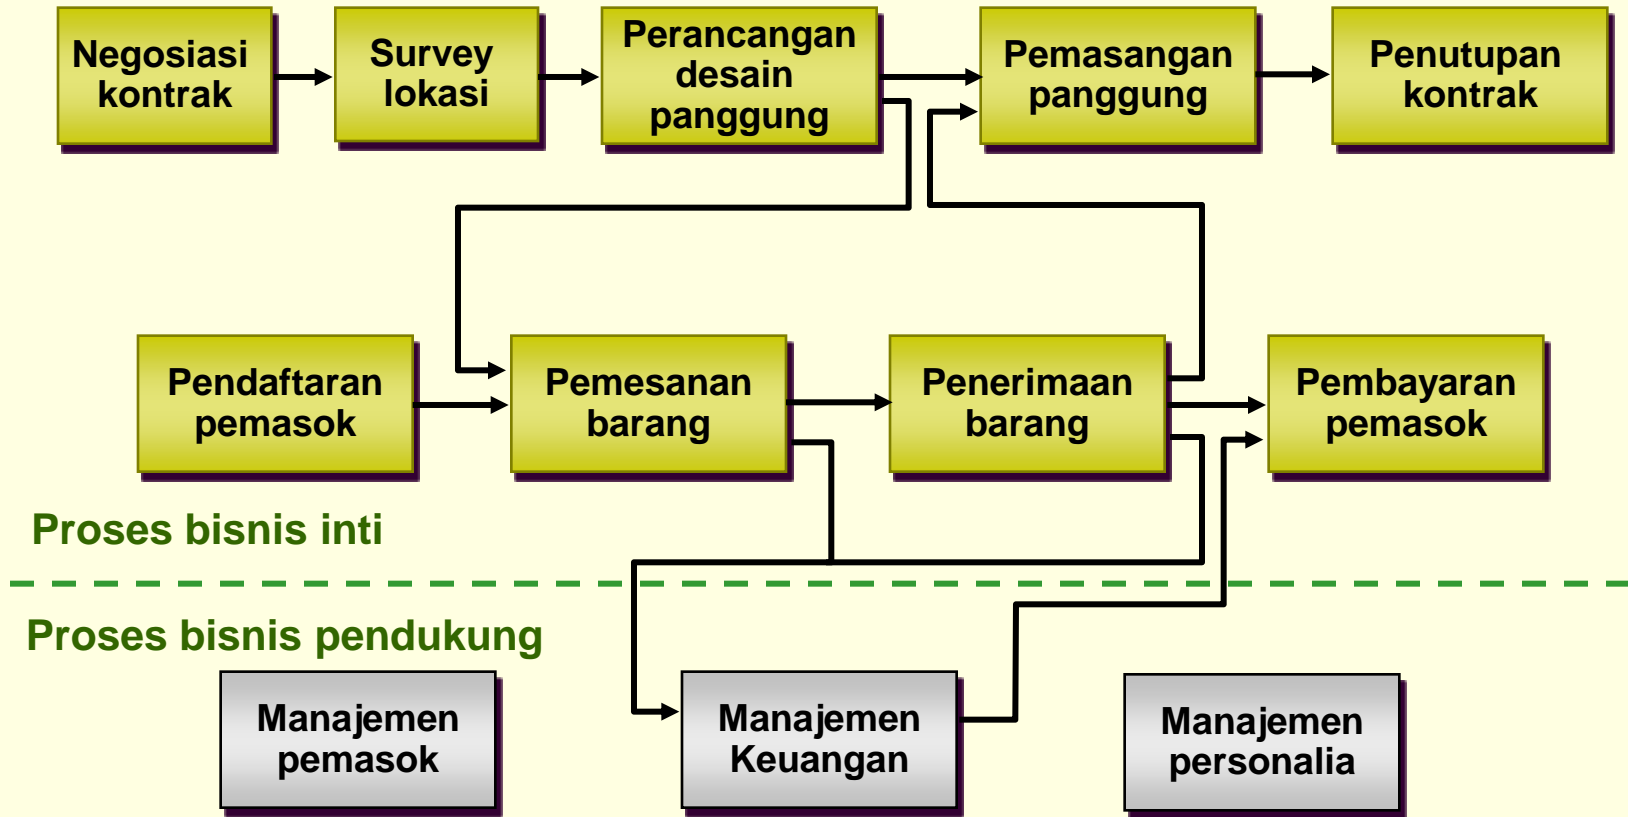 Negosiasi
kontrak
Survey
lokasi
Perancangan
desain
panggung
Pemasangan
panggung
Penutupan
kontrak
Pendaftaran
pemasok
Pemesanan
barang
Penerimaan
barang
Pembayaran
pemasok
Proses bisnis inti
Proses bisnis pendukung
Manajemen
pemasok
Manajemen
Keuangan
Manajemen
personalia